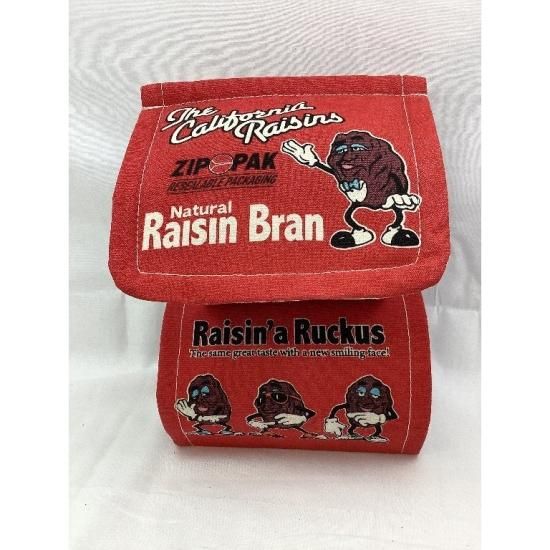 The
California
Raisins
ZIP PAK
RESEALABLE PACKAGING
Natural
Raisin Bran
Raisin'a Ruckus
The same great taste with a new smiling face!